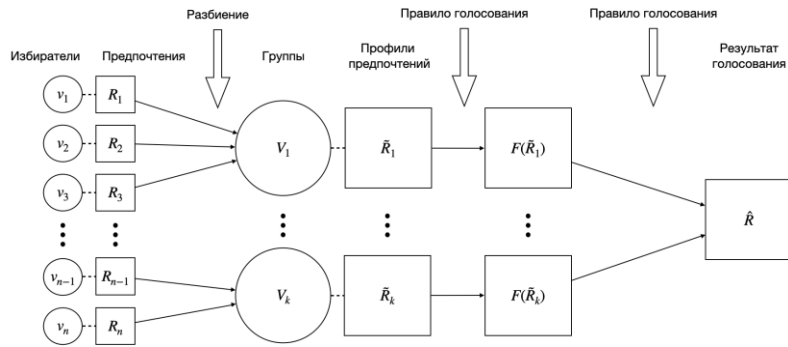 Разбиение
Правило голосования
Правило голосования
Избиратели
Предпочтения
Группы
Профили
предпочтений
Результат
голосования
v₁
R₁
v₂
R₂
V₁
R̃₁
F(R̃₁)
v₃
R₃
R̂
vₙ₋₁
Rₙ₋₁
Vₖ
R̃ₖ
F(R̃ₖ)
vₙ
Rₙ